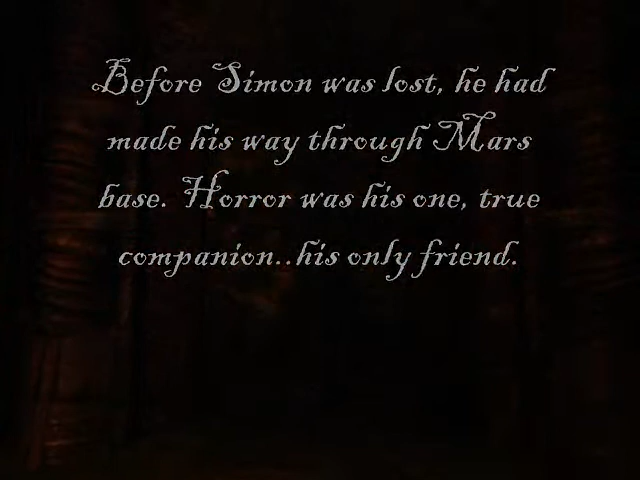 Before Simon was lost, he had
made his way through Mars
base. Horror was his one, true
companion..his only friend.